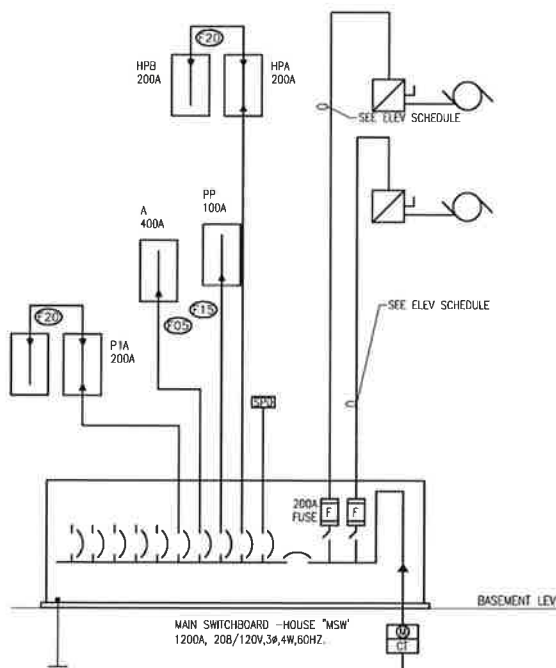 F20
HPB
200A
HPA
200A
SEE ELEV SCHEDULE
PP
100A
A
400A
F15
F05
SEE ELEV SCHEDULE
F20
P1A
200A
SPD
200A
FUSE
F
F
BASEMENT LEV
MAIN SWITCHBOARD -HOUSE "MSW'
1200A, 208/120V,3ø,4W,60HZ.
M
CT